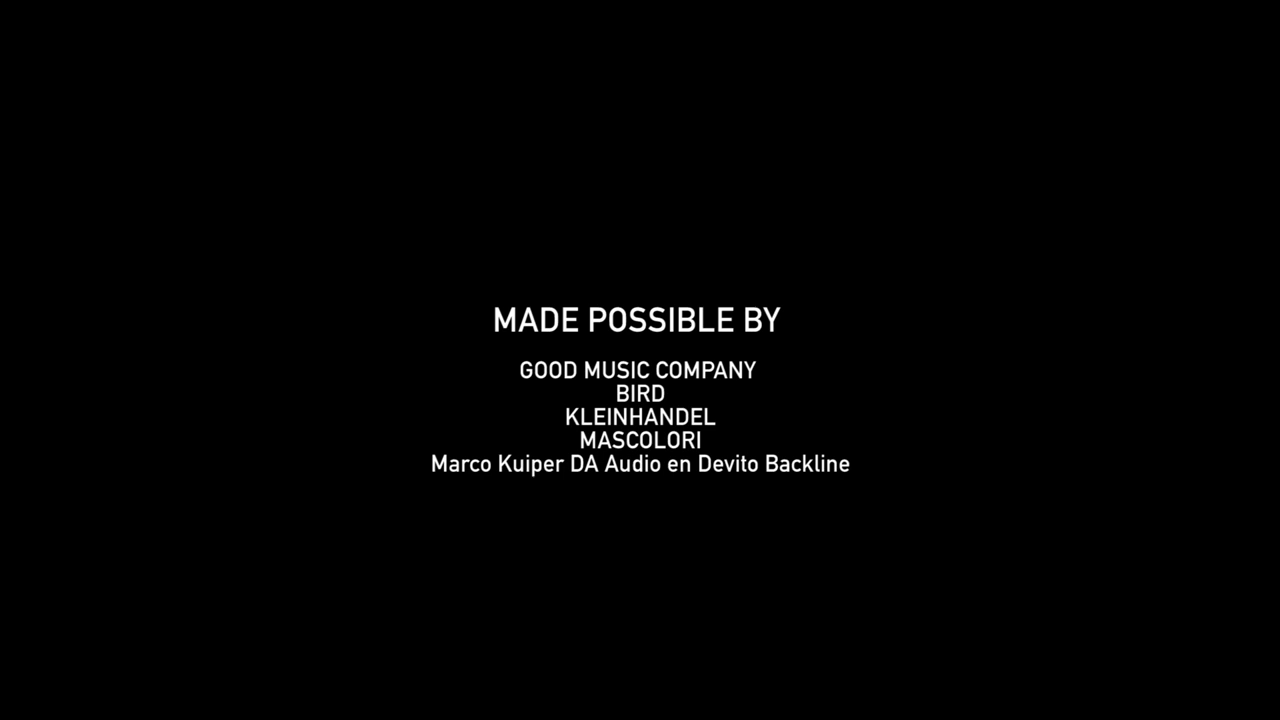 MADE POSSIBLE BY
GOOD MUSIC COMPANY
BIRD
KLEINHANDEL
MASCOLORI
Marco Kuiper DA Audio en Devito Backline